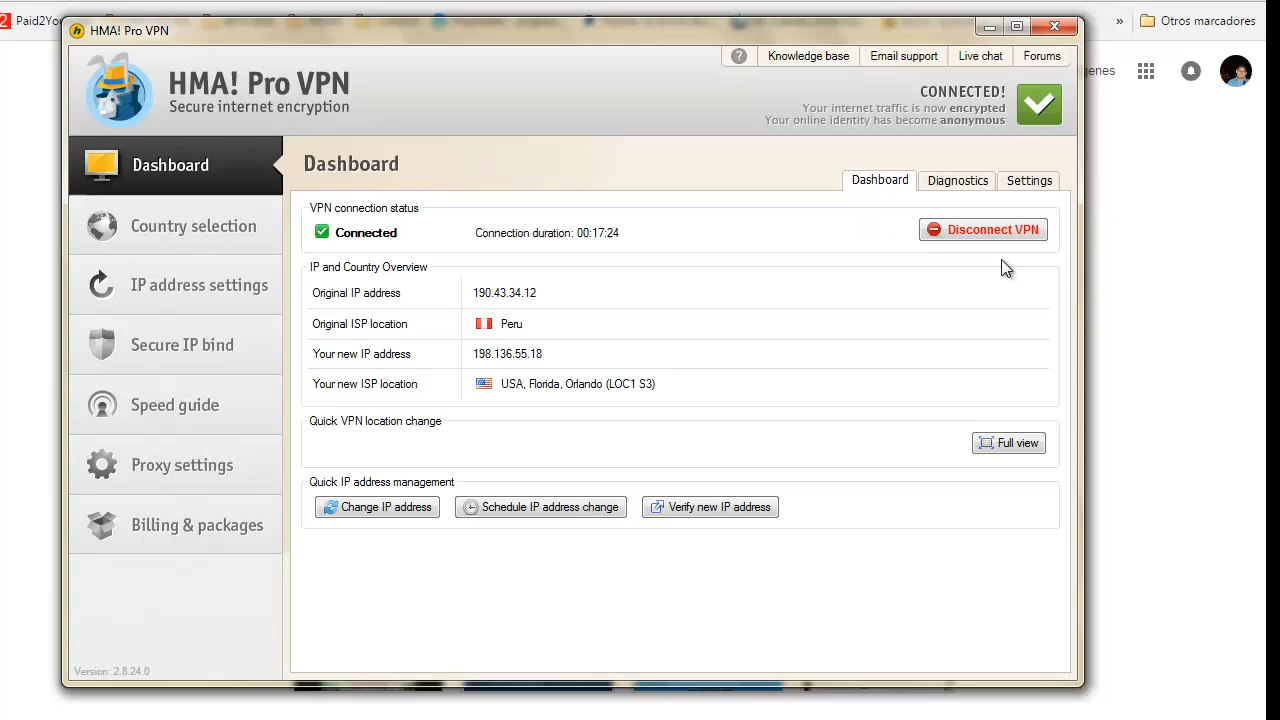 Paid2Yo
»
Otros marcadores
genes
HMA! Pro VPN
HMA! Pro VPN
Secure internet encryption
?
Knowledge base
Email support
Live chat
Forums
CONNECTED!
Your internet traffic is now encrypted
Your online identity has become anonymous
Dashboard
Country selection
IP address settings
Secure IP bind
Speed guide
Proxy settings
Billing & packages
Version: 2.8.24.0
Dashboard
Dashboard
Diagnostics
Settings
VPN connection status
Connected
Connection duration: 00:17:24
Disconnect VPN
IP and Country Overview
Original IP address
190.43.34.12
Original ISP location
Peru
Your new IP address
198.136.55.18
Your new ISP location
USA, Florida, Orlando (LOC1 S3)
Quick VPN location change
Full view
Quick IP address management
Change IP address
Schedule IP address change
Verify new IP address